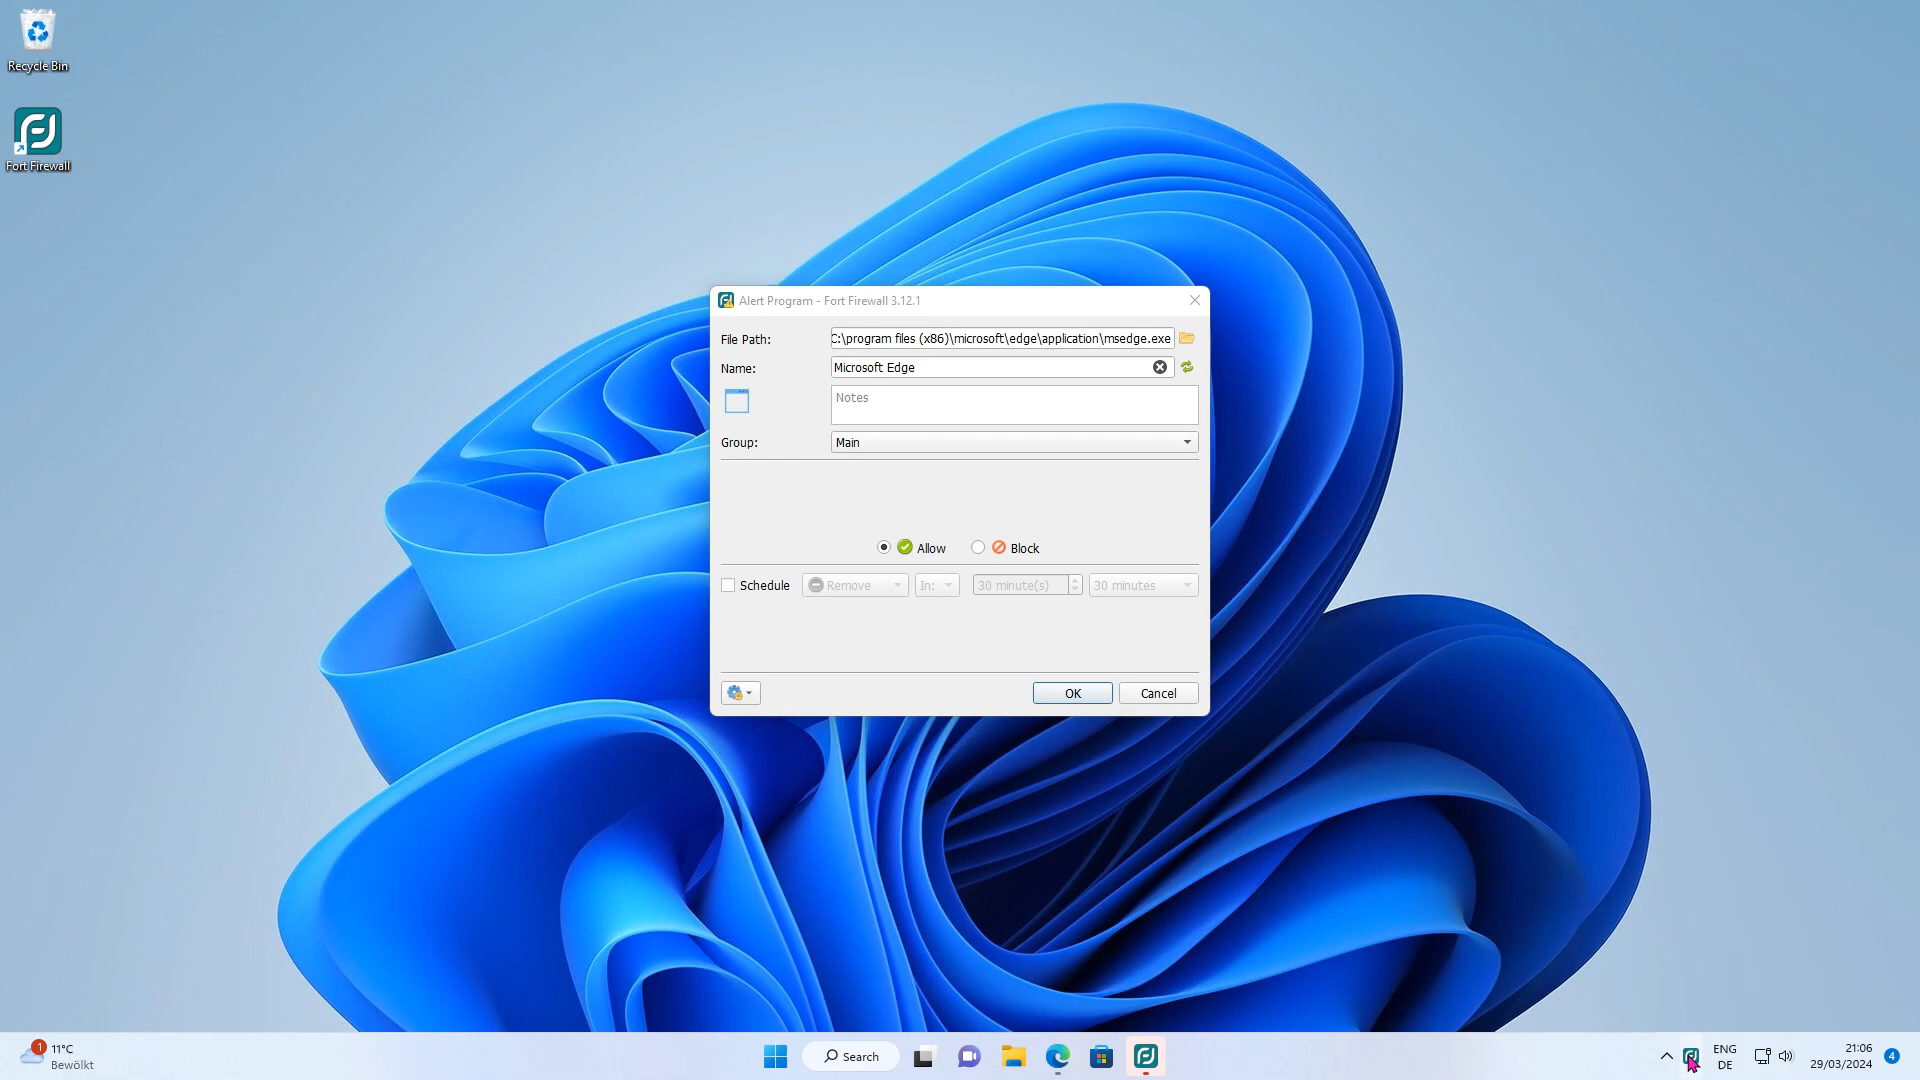 Recycle Bin
Fort Firewall
Alert Program - Fort Firewall 3.12.1
File Path:
C:\program files (x86)\microsoft\edge\application\msedge.exe
Name:
Microsoft Edge
Notes
Group:
Main
Allow
Block
Schedule
Remove
In:
30 minute(s)
30 minutes
OK
Cancel
1
11°C
Bewölkt
Search
ENG
DE
21:06
29/03/2024
4